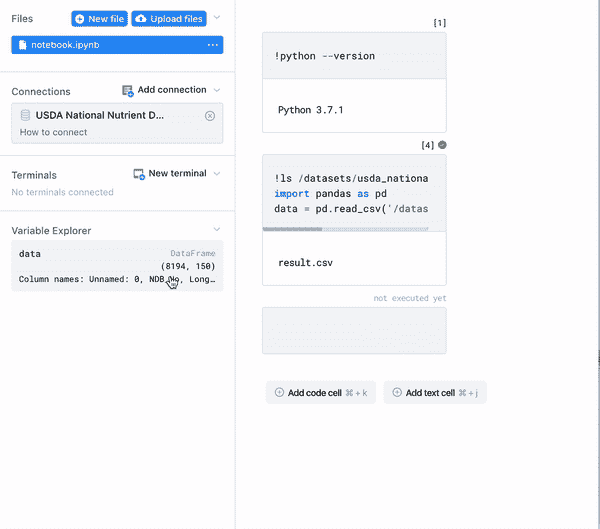 Files
New file
Upload files
notebook.ipynb
Connections
Add connection
USDA National Nutrient D...
How to connect
Terminals
New terminal
No terminals connected
Variable Explorer
data
DataFrame
(8194, 150)
Column names: Unnamed: 0, NDB_No, Long…
[1]
!python --version
Python 3.7.1
[4]
!ls /datasets/usda_nationa
import pandas as pd
data = pd.read_csv('/datas
result.csv
not executed yet
Add code cell ⌘ + k
Add text cell ⌘ + j